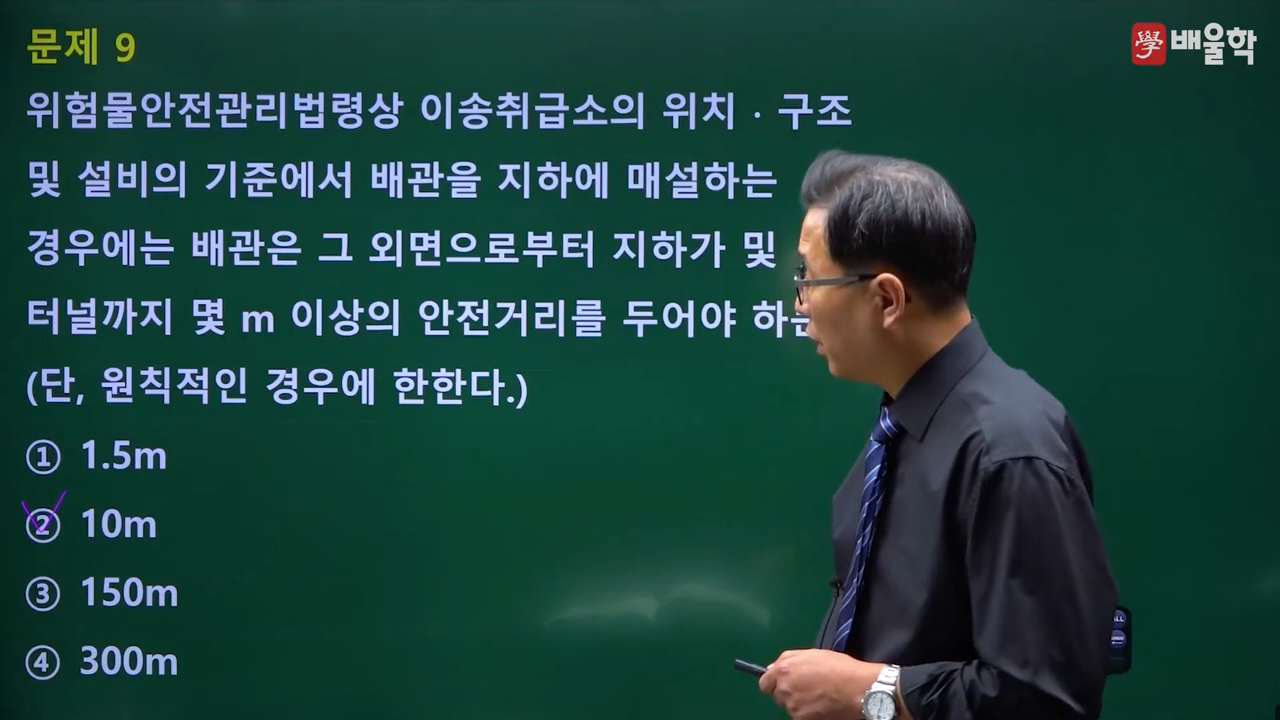 문제 9
學 배울학
위험물안전관리법령상 이송취급소의 위치 · 구조
및 설비의 기준에서 배관을 지하에 매설하는
경우에는 배관은 그 외면으로부터 지하가 및
터널까지 몇 m 이상의 안전거리를 두어야
(단, 원칙적인 경우에 한한다.)
① 1.5m
② 10m
③ 150m
④ 300m